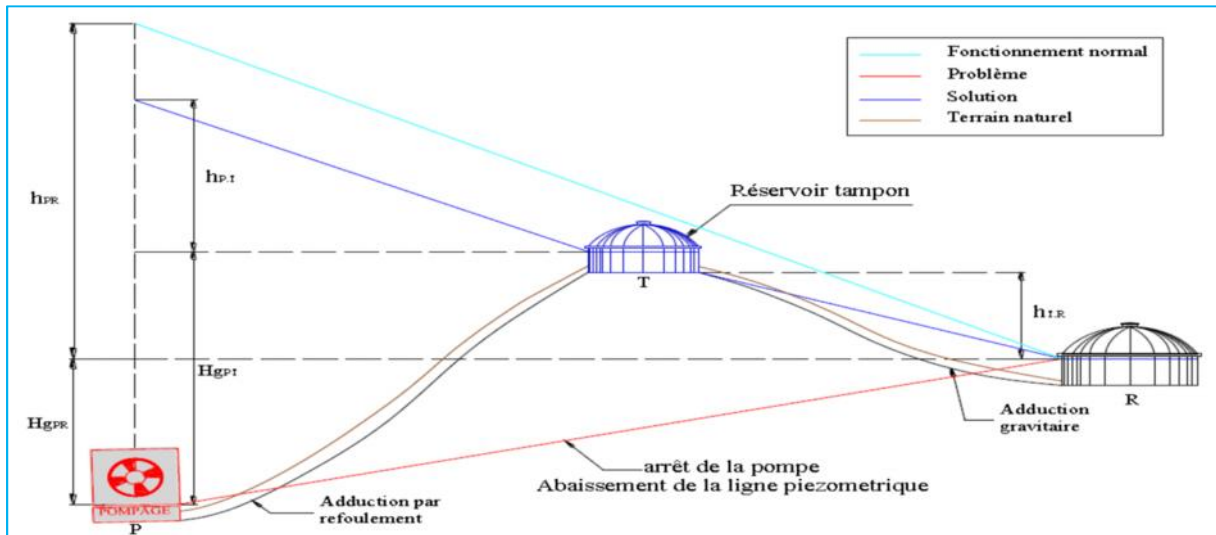 Fonctionnement normal
Problème
Solution
Terrain naturel
hP.T
hPR
Réservoir tampon
T
hT.R
HgPT
HgPR
R
Adduction
gravitaire
arrêt de la pompe
Abaissement de la ligne piezometrique
POMPAGE
P
Adduction par
refoulement